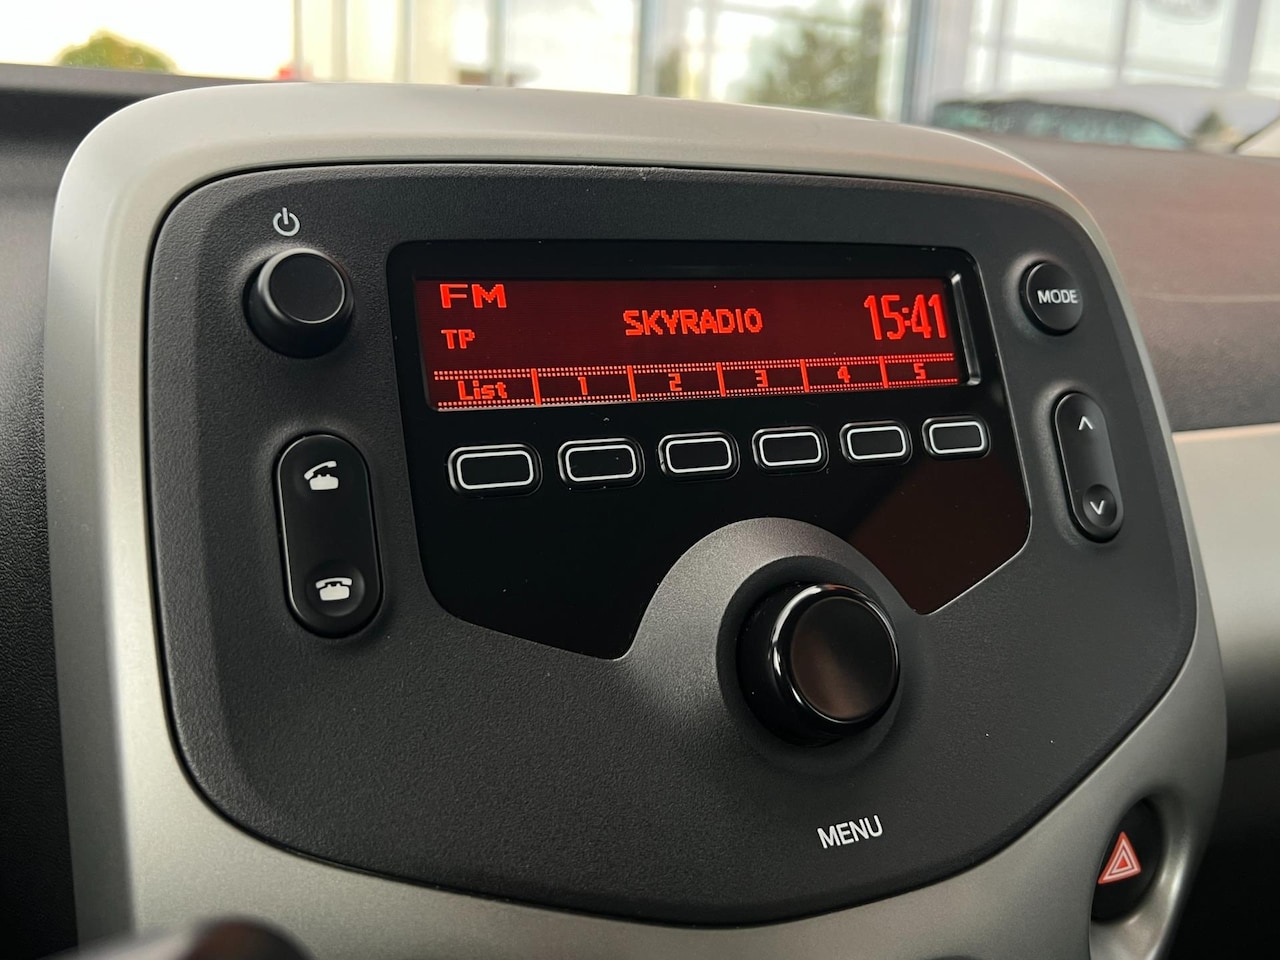 FM
TP
SKYRADIO
15:41
List 1 2 3 4 5
MODE
MENU